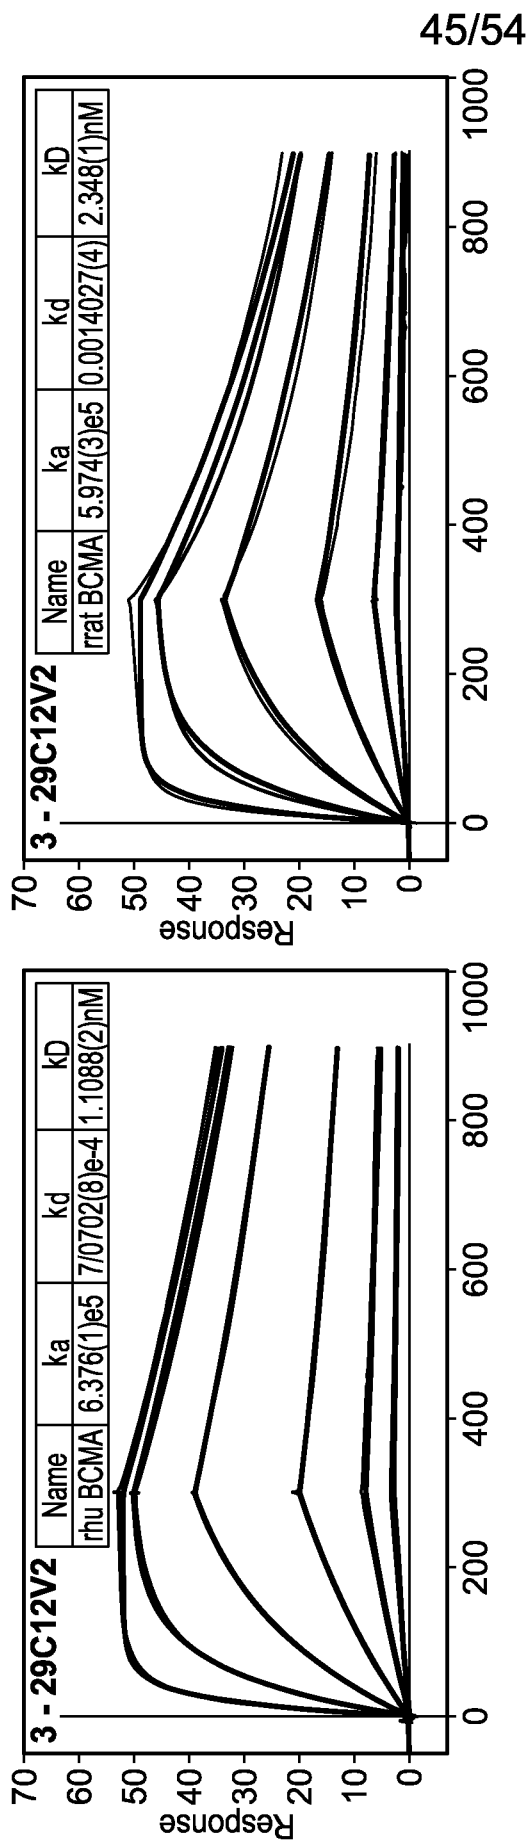 45/54
3 - 29C12V2
Name ka kd kD
rhu BCMA 6.376(1)e5 7/0702(8)e-4 1.1088(2)nM
70
60
50
40
30
20
10
0
Response
0 200 400 600 800 1000
3 - 29C12V2
Name ka kd kD
rrat BCMA 5.974(3)e5 0.0014027(4) 2.348(1)nM
70
60
50
40
30
20
10
0
Response
0 200 400 600 800 1000